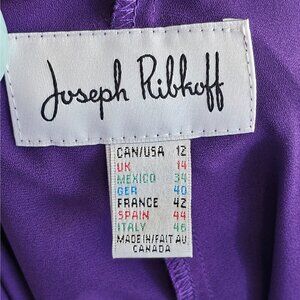 Joseph Ribkoff
CAN/USA 12
UK 14
MEXICO 34
GER 40
FRANCE 42
SPAIN 44
ITALY 46
MADE IN/FAIT AU
CANADA